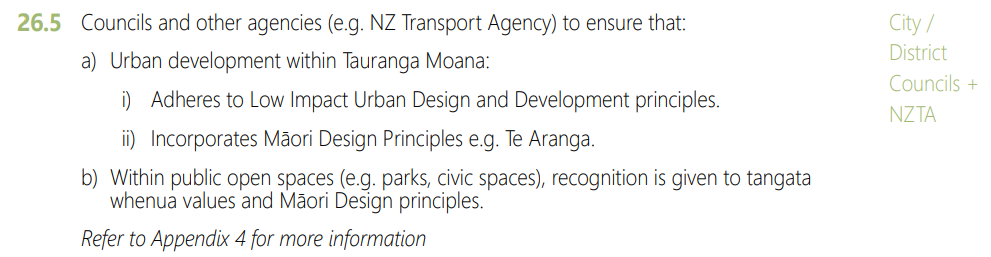 26.5 Councils and other agencies (e.g. NZ Transport Agency) to ensure that:
a) Urban development within Tauranga Moana:
i) Adheres to Low Impact Urban Design and Development principles.
ii) Incorporates Māori Design Principles e.g. Te Aranga.
b) Within public open spaces (e.g. parks, civic spaces), recognition is given to tangata
whenua values and Māori Design principles.
Refer to Appendix 4 for more information
City /
District
Councils +
NZTA